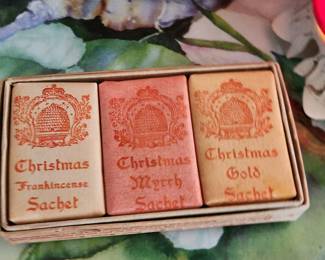 Christmas
Frankincense
Sachet
Christmas
Myrrh
Sachet
Christmas
Gold
Sachet